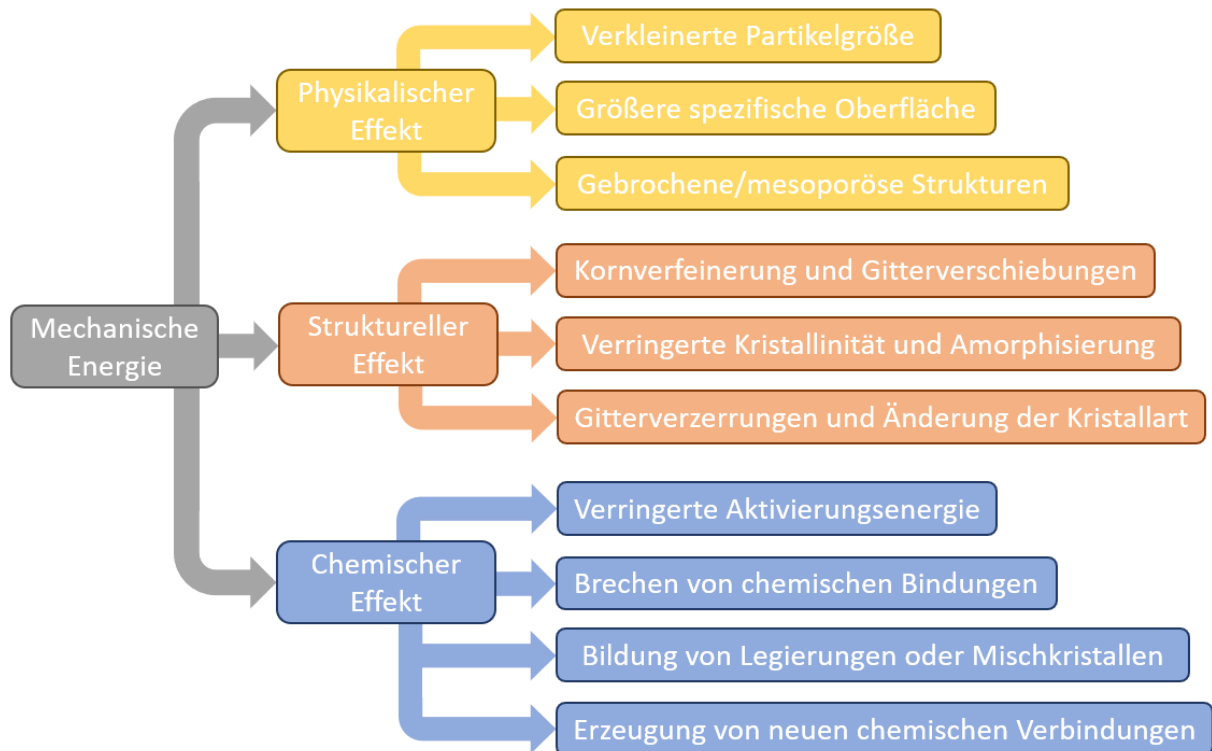 Mechanische
Energie
Physikalischer
Effekt
Verkleinerte Partikelgröße
Größere spezifische Oberfläche
Gebrochene/mesoporöse Strukturen
Struktureller
Effekt
Kornverfeinerung und Gitterverschiebungen
Verringerte Kristallinität und Amorphisierung
Gitterverzerrungen und Änderung der Kristallart
Chemischer
Effekt
Verringerte Aktivierungsenergie
Brechen von chemischen Bindungen
Bildung von Legierungen oder Mischkristallen
Erzeugung von neuen chemischen Verbindungen